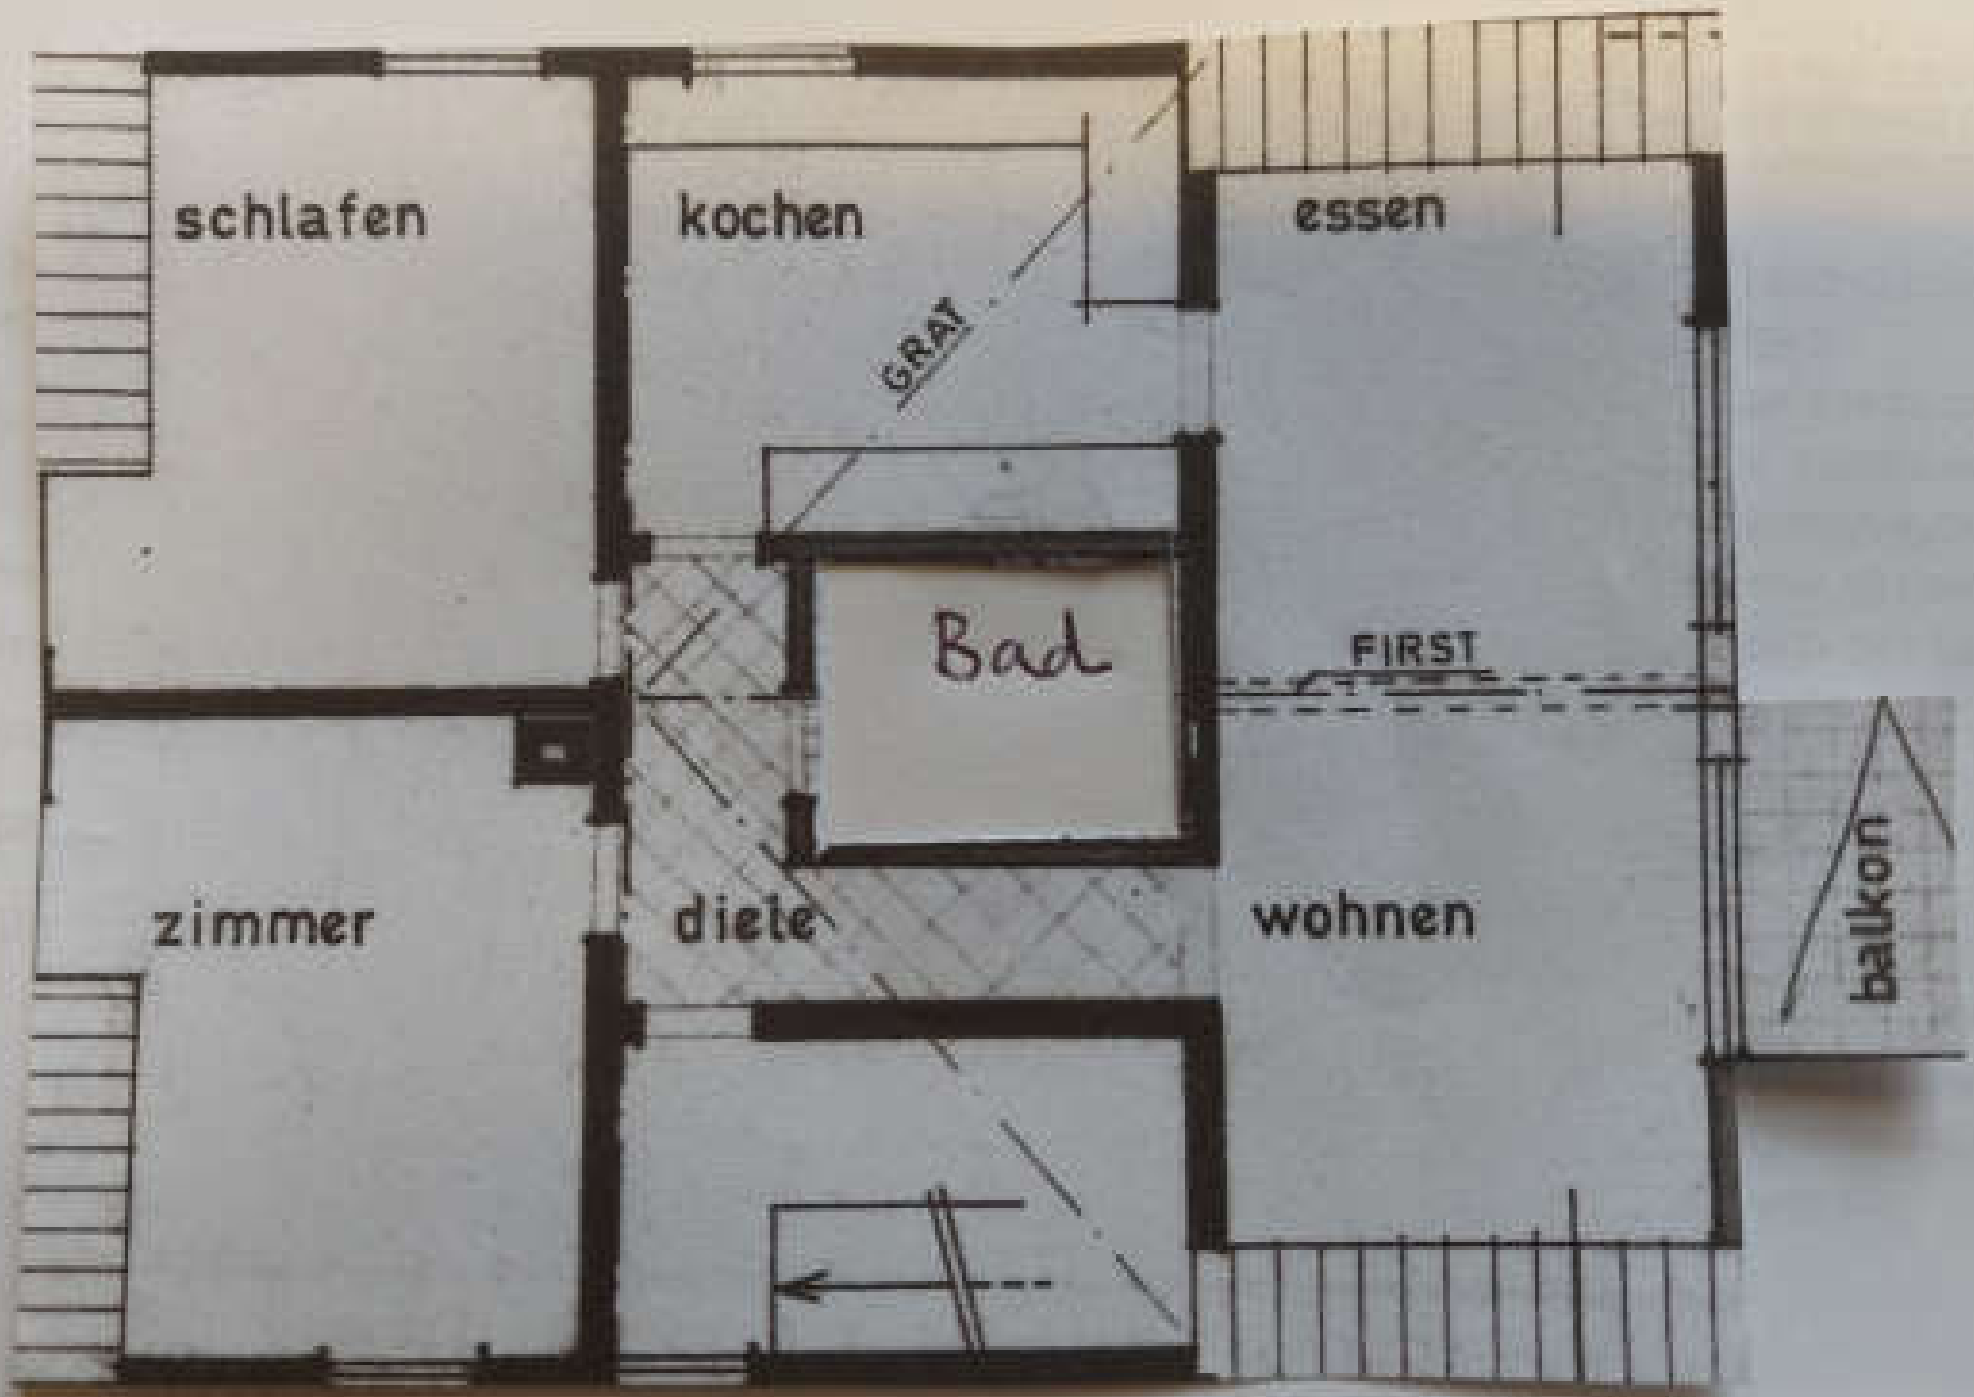 schlafen
kochen
essen
GRAT
Bad
FIRST
zimmer
diele
wohnen
balkon